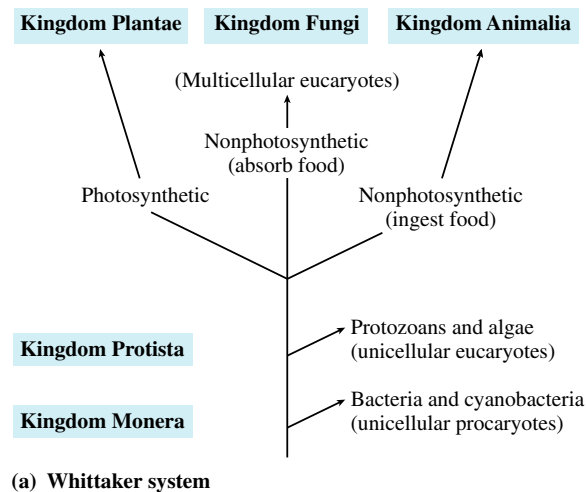 Kingdom Plantae
Kingdom Fungi
Kingdom Animalia
(Multicellular eucaryotes)
Nonphotosynthetic
(absorb food)
Photosynthetic
Nonphotosynthetic
(ingest food)
Kingdom Protista
Protozoans and algae
(unicellular eucaryotes)
Kingdom Monera
Bacteria and cyanobacteria
(unicellular procaryotes)
(a) Whittaker system